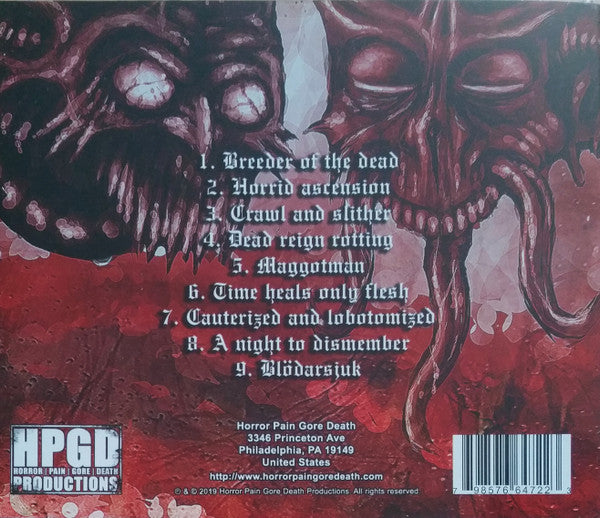 1. Breeder of the dead
2. Horrid ascension
3. Crawl and slither
4. Dead reign rotting
5. Maggotman
6. Time heals only flesh
7. Cauterized and lobotomized
8. A night to dismember
9. Blödarsjuk
HPGD
HORROR | PAIN | GORE | DEATH
PRODUCTIONS
Horror Pain Gore Death
3346 Princeton Ave
Philadelphia, PA 19149
United States
http://www.horrorpaingoredeath.com
℗ & © 2019 Horror Pain Gore Death Productions. All rights reserved.
7 98576 64722 3